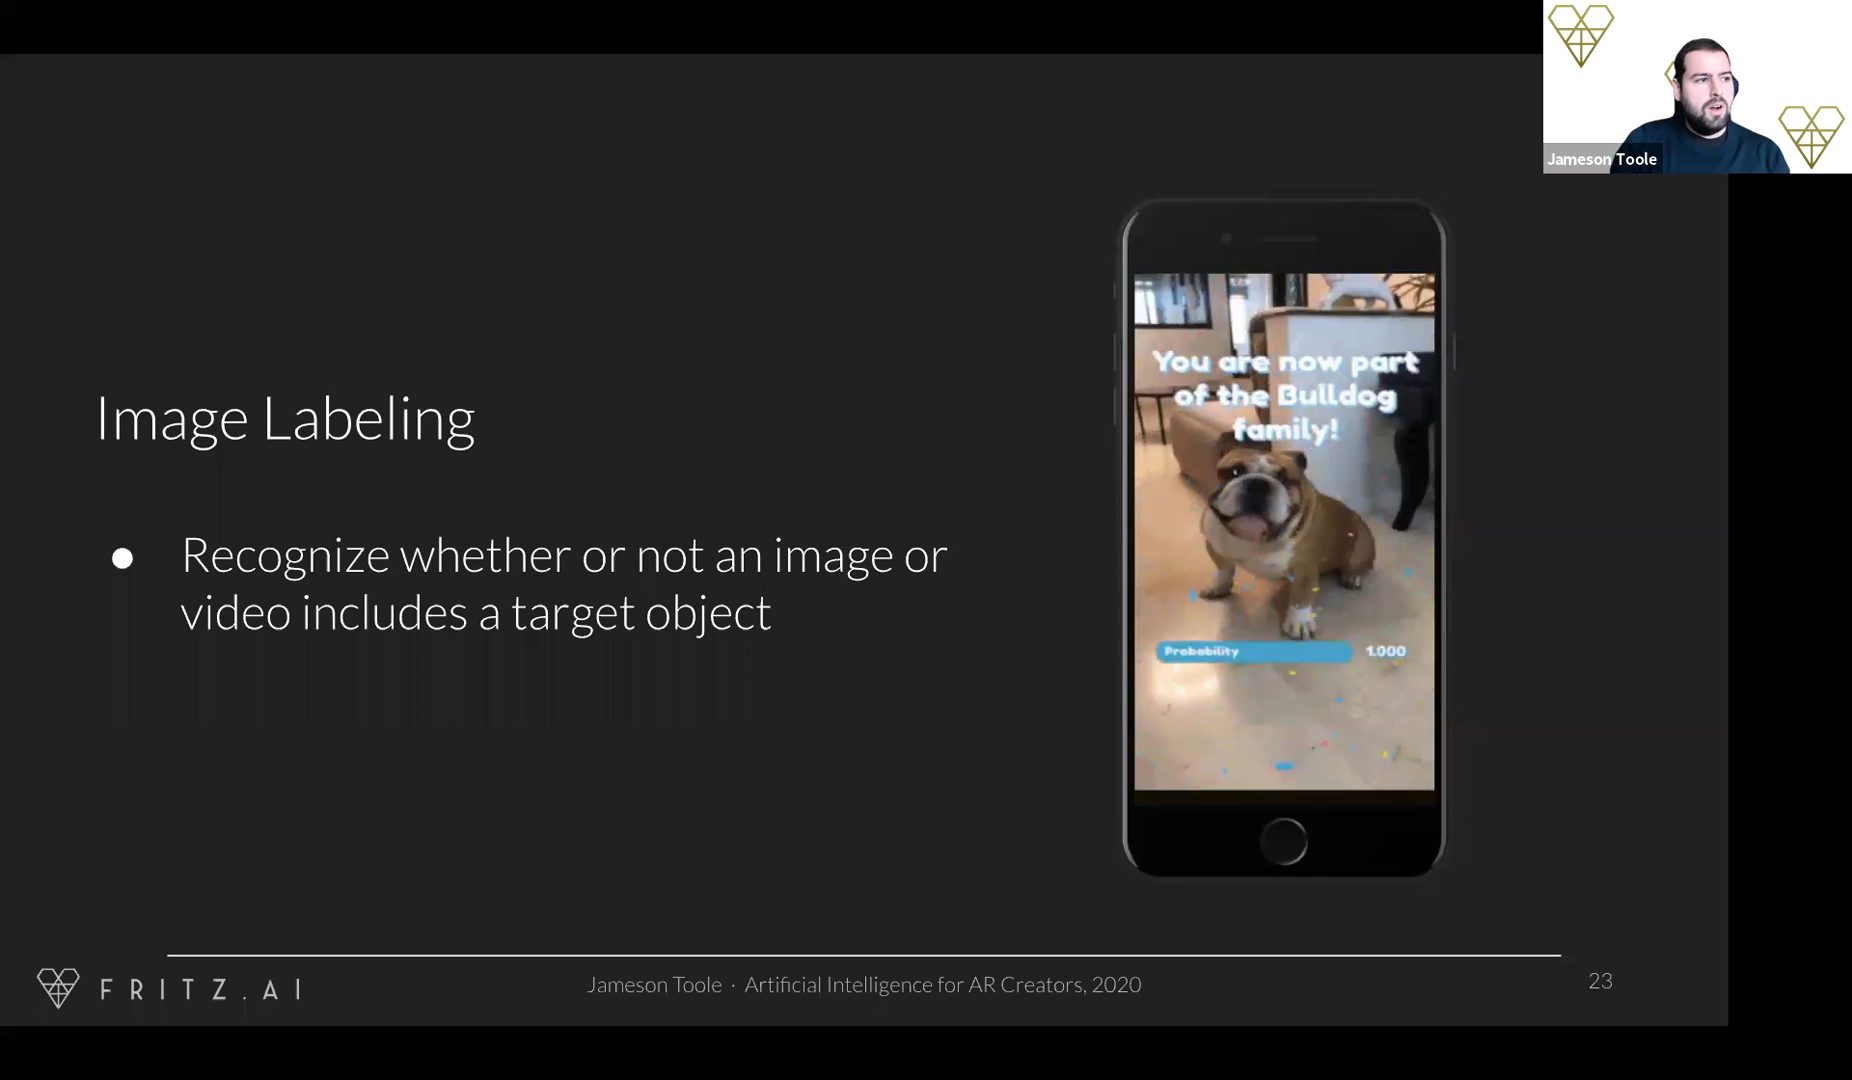 Jameson Toole
Image Labeling
Recognize whether or not an image or
video includes a target object
You are now part
of the Bulldog
family!
Probability 1.000
FRITZ.AI
Jameson Toole · Artificial Intelligence for AR Creators, 2020
23